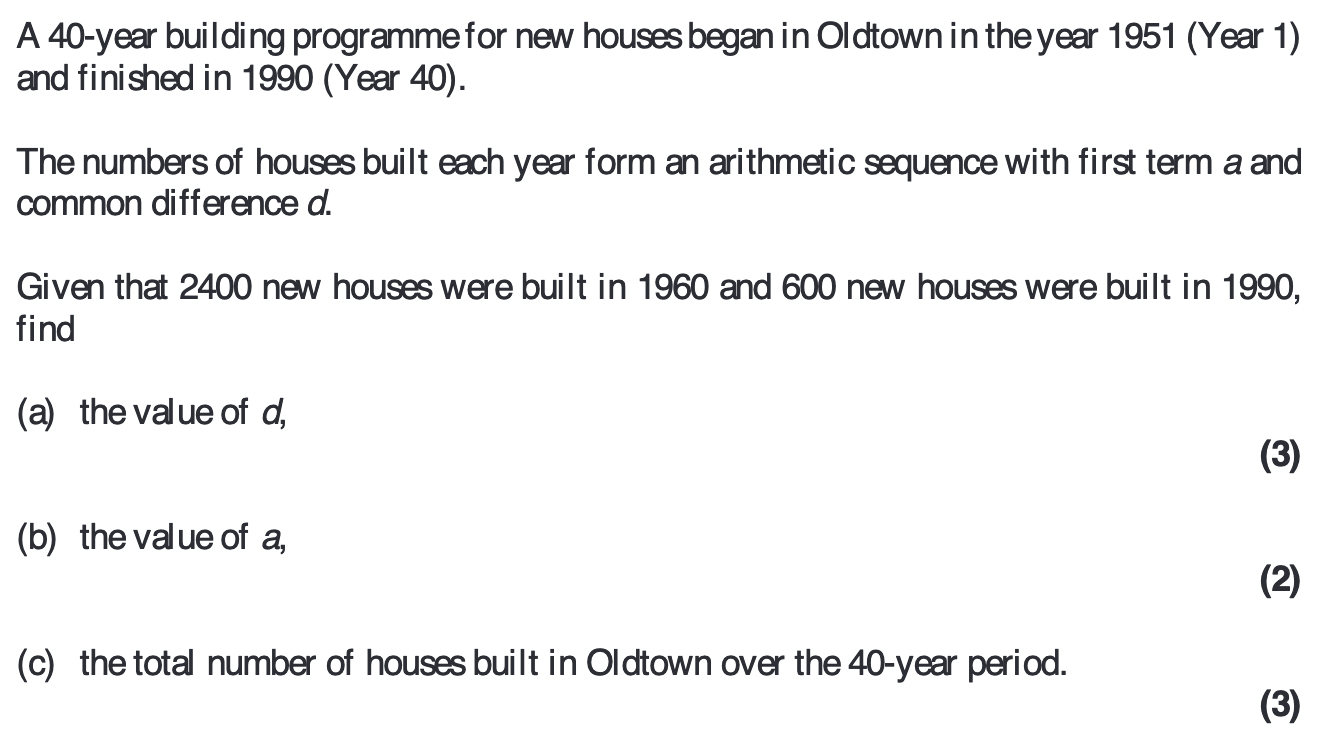 A 40-year building programme for new houses began in Oldtown in the year 1951 (Year 1)
and finished in 1990 (Year 40).
The numbers of houses built each year form an arithmetic sequence with first term a and
common difference d.
Given that 2400 new houses were built in 1960 and 600 new houses were built in 1990,
find
(a) the value of d,
(3)
(b) the value of a,
(2)
(c) the total number of houses built in Oldtown over the 40-year period.
(3)